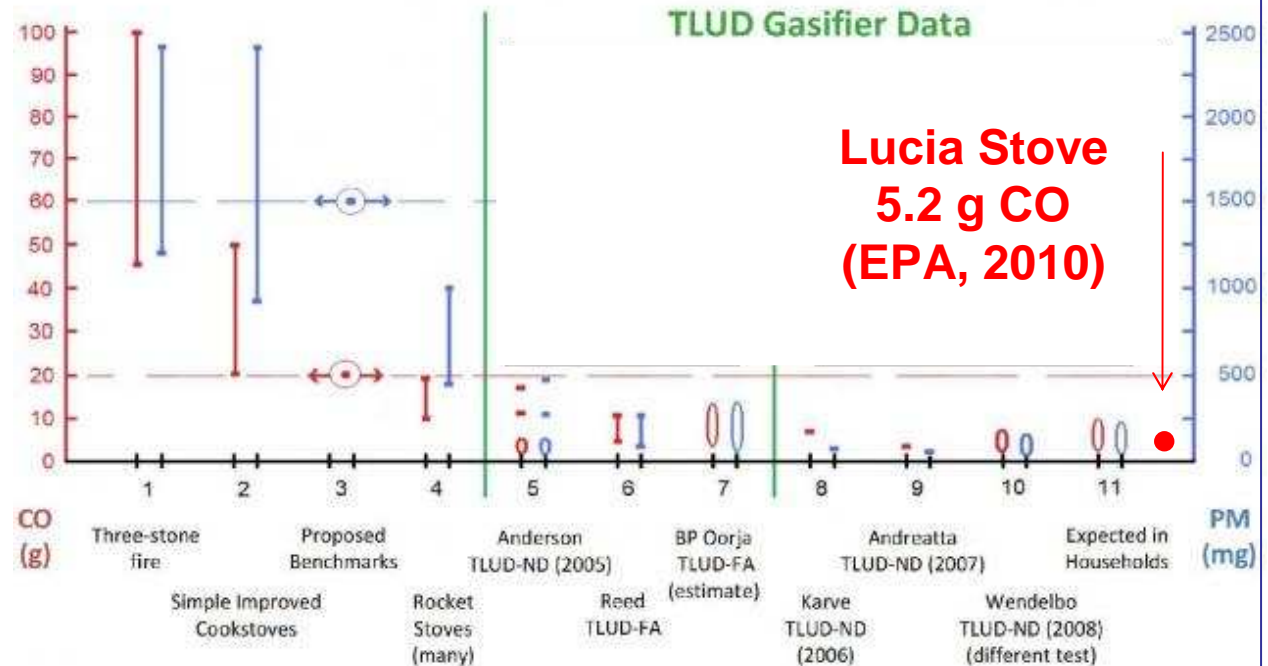 TLUD Gasifier Data
100
90
80
70
60
50
40
30
20
10
0
2500
2000
1500
1000
500
0
Lucia Stove
5.2 g CO
(EPA, 2010)
1
2
3
4
5
6
7
8
9
10
11
CO
(g)
PM
(mg)
Three-stone
fire
Simple Improved
Cookstoves
Proposed
Benchmarks
Rocket
Stoves
(many)
Anderson
TLUD-ND (2005)
Reed
TLUD-FA
BP Oorja
TLUD-FA
(estimate)
Karve
TLUD-ND
(2006)
Andreatta
TLUD-ND (2007)
Wendelbo
TLUD-ND (2008)
(different test)
Expected in
Households